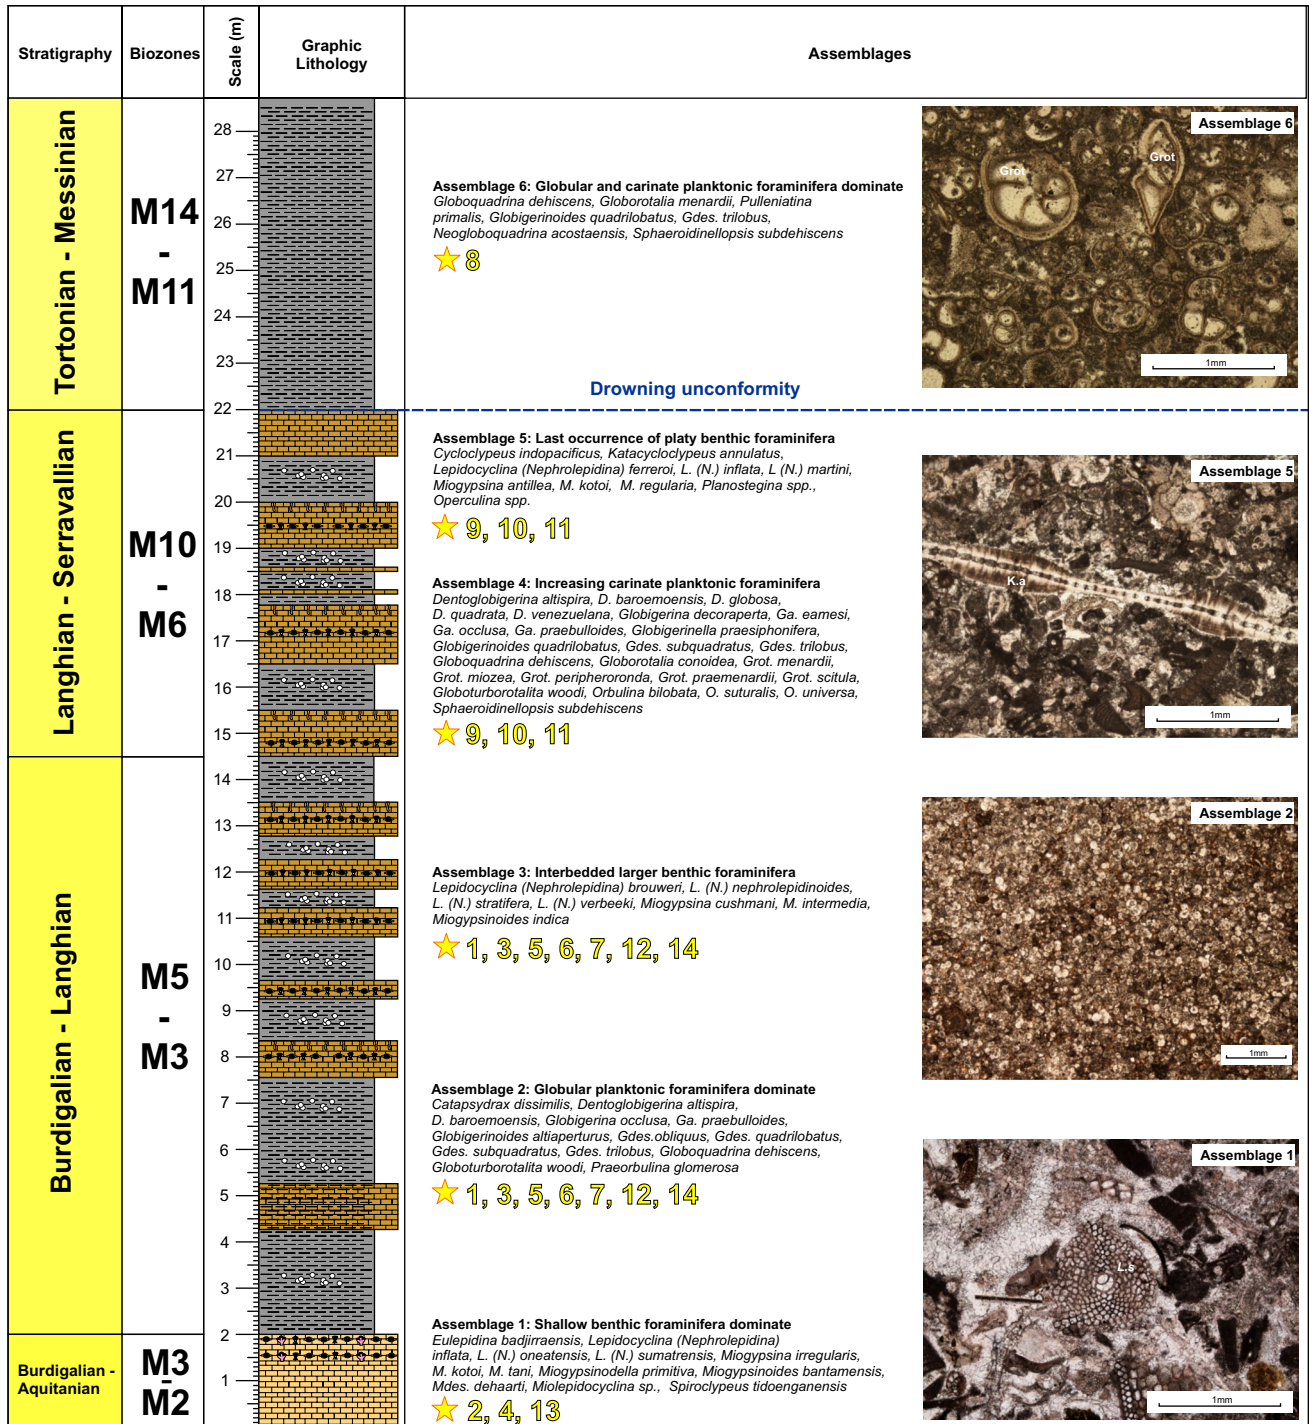 Stratigraphy
Biozones
Scale (m)
Graphic
Lithology
Assemblages
Tortonian - Messinian
M14
-
M11
28
27
26
25
24
23
22
Assemblage 6: Globular and carinate planktonic foraminifera dominate
Globoquadrina dehiscens, Globorotalia menardii, Pulleniatina
primalis, Globigerinoides quadrilobatus, Gdes. trilobus,
Neogloboquadrina acostaensis, Sphaeroidinellopsis subdehiscens
8
Assemblage 6
Grot
Grot
1mm
Drowning unconformity
Langhian - Serravallian
M10
-
M6
21
20
19
18
17
16
15
Assemblage 5: Last occurrence of platy benthic foraminifera
Cycloclypeus indopacificus, Katacycloclypeus annulatus,
Lepidocyclina (Nephrolepidina) ferreroi, L. (N.) inflata, L (N.) martini,
Miogypsina antillea, M. kotoi, M. regularia, Planostegina spp.,
Operculina spp.
9, 10, 11
Assemblage 4: Increasing carinate planktonic foraminifera
Dentoglobigerina altispira, D. baroemoensis, D. globosa,
D. quadrata, D. venezuelana, Globigerina decoraperta, Ga. eamesi,
Ga. occlusa, Ga. praebulloides, Globigerinella praesiphonifera,
Globigerinoides quadrilobatus, Gdes. subquadratus, Gdes. trilobus,
Globoquadrina dehiscens, Globorotalia conoidea, Grot. menardii,
Grot. miozea, Grot. peripheroronda, Grot. praemenardii, Grot. scitula,
Globoturborotalita woodi, Orbulina bilobata, O. suturalis, O. universa,
Sphaeroidinellopsis subdehiscens
9, 10, 11
Assemblage 5
K.a
1mm
Burdigalian - Langhian
M5
-
M3
14
13
12
11
10
9
8
7
6
5
4
3
2
Assemblage 3: Interbedded larger benthic foraminifera
Lepidocyclina (Nephrolepidina) brouweri, L. (N.) nephrolepidinoides,
L. (N.) stratifera, L. (N.) verbeeki, Miogypsina cushmani, M. intermedia,
Miogypsinoides indica
1, 3, 5, 6, 7, 12, 14
Assemblage 2
1mm
Assemblage 2: Globular planktonic foraminifera dominate
Catapsydrax dissimilis, Dentoglobigerina altispira,
D. baroemoensis, Globigerina occlusa, Ga. praebulloides,
Globigerinoides altiaperturus, Gdes.obliquus, Gdes. quadrilobatus,
Gdes. subquadratus, Gdes. trilobus, Globoquadrina dehiscens,
Globoturborotalita woodi, Praeorbulina glomerosa
1, 3, 5, 6, 7, 12, 14
Burdigalian -
Aquitanian
M3
-
M2
1
Assemblage 1: Shallow benthic foraminifera dominate
Eulepidina badjirraensis, Lepidocyclina (Nephrolepidina)
inflata, L. (N.) oneatensis, L. (N.) sumatrensis, Miogypsina irregularis,
M. kotoi, M. tani, Miogypsinodella primitiva, Miogypsinoides bantamensis,
Mdes. dehaarti, Miolepidocyclina sp., Spiroclypeus tidoenganensis
2, 4, 13
Assemblage 1
L.s
1mm